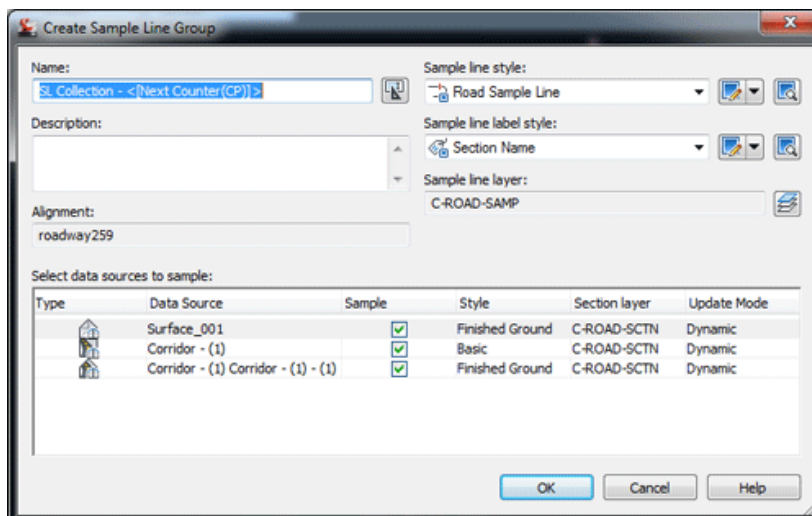 Create Sample Line Group
Name:
SL Collection - <[Next Counter(CP)]>
Description:
Alignment:
roadway259
Sample line style:
Road Sample Line
Sample line label style:
Section Name
Sample line layer:
C-ROAD-SAMP
Select data sources to sample:
Type Data Source Sample Style Section layer Update Mode
Surface_001 Finished Ground C-ROAD-SCTN Dynamic
Corridor - (1) Basic C-ROAD-SCTN Dynamic
Corridor - (1) Corridor - (1) - (1) Finished Ground C-ROAD-SCTN Dynamic
OK Cancel Help